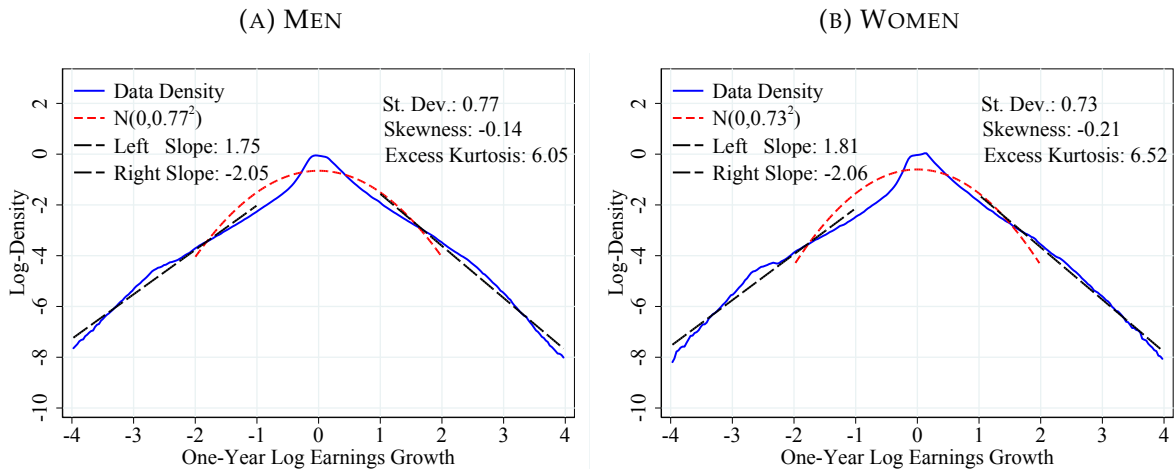 (A) MEN
Data Density
N(0,0.77²)
Left Slope: 1.75
Right Slope: -2.05
St. Dev.: 0.77
Skewness: -0.14
Excess Kurtosis: 6.05
Log-Density
2
0
-2
-4
-6
-8
-10
-4 -3 -2 -1 0 1 2 3 4
One-Year Log Earnings Growth
(B) WOMEN
Data Density
N(0,0.73²)
Left Slope: 1.81
Right Slope: -2.06
St. Dev.: 0.73
Skewness: -0.21
Excess Kurtosis: 6.52
Log-Density
2
0
-2
-4
-6
-8
-10
-4 -3 -2 -1 0 1 2 3 4
One-Year Log Earnings Growth